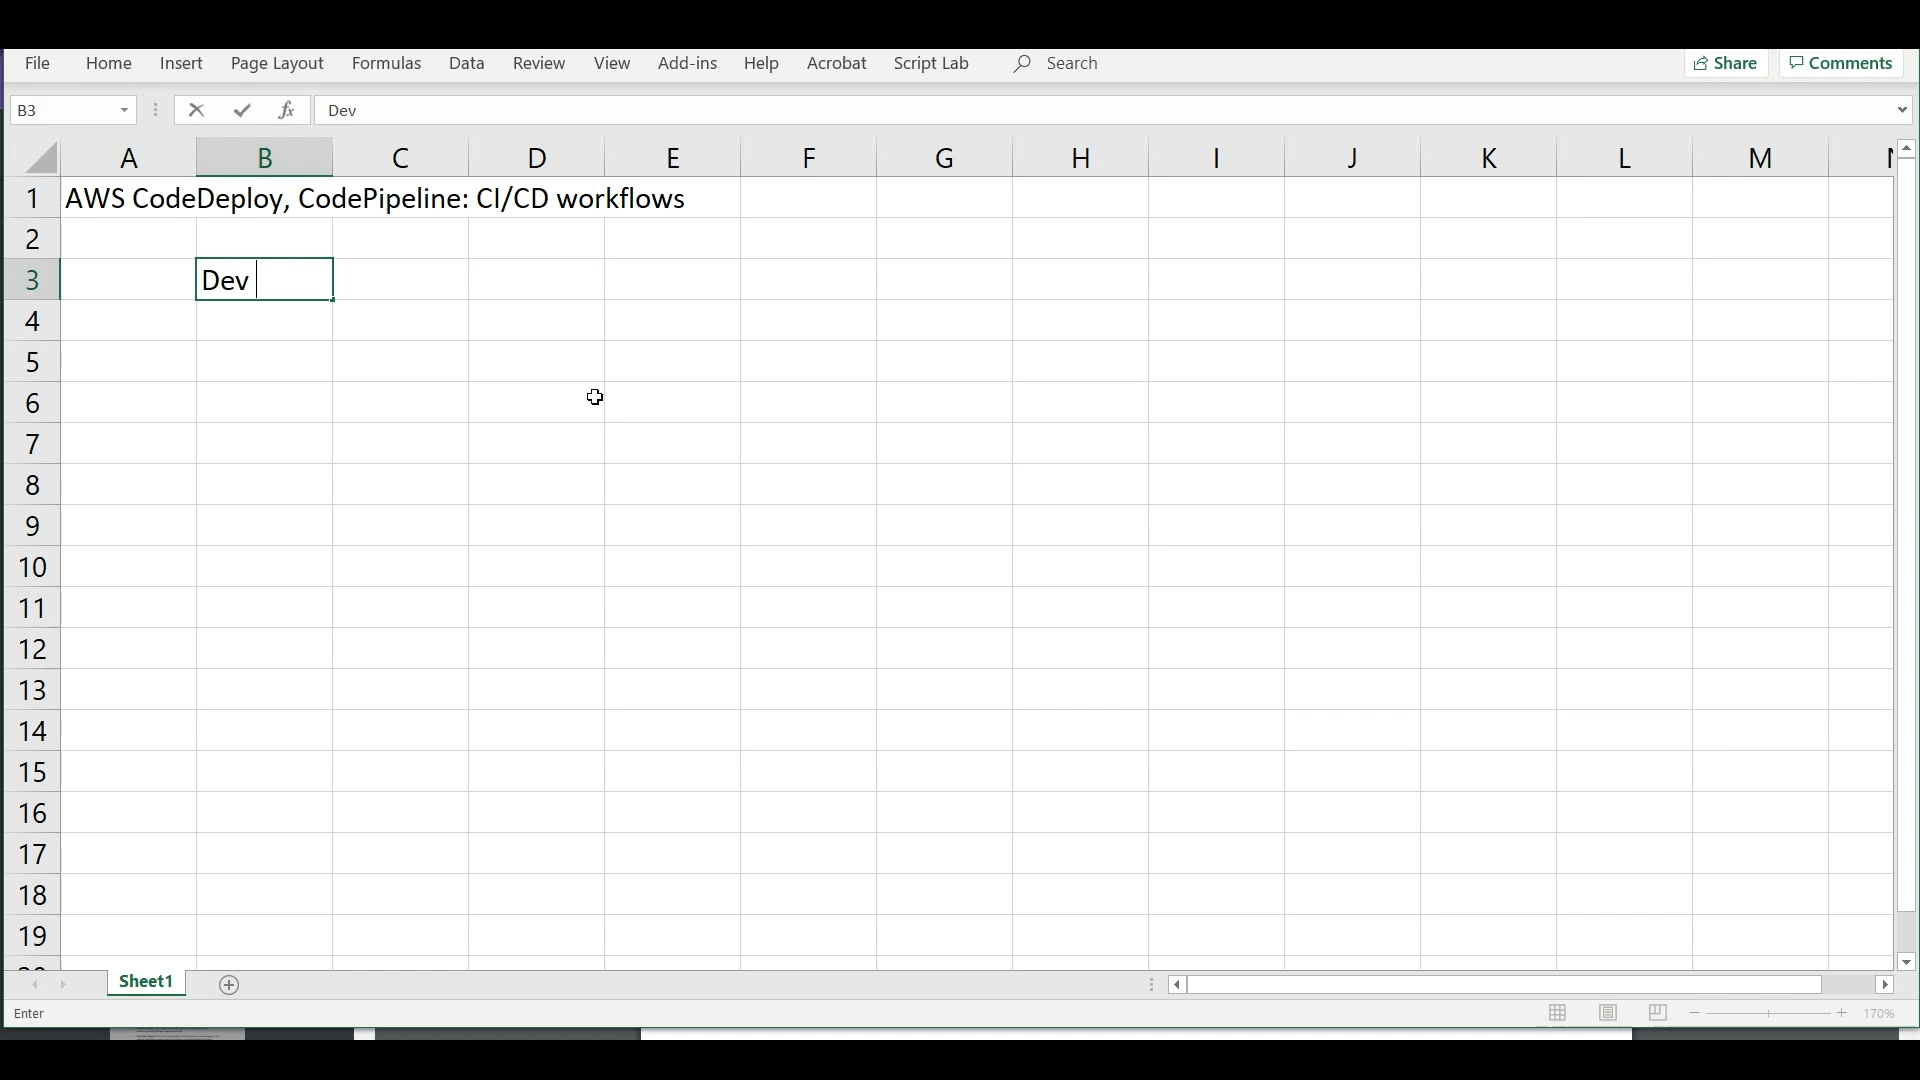 File Home Insert Page Layout Formulas Data Review View Add-ins Help Acrobat Script Lab Search Share Comments
B3 fx Dev
A B C D E F G H I J K L M
1 AWS CodeDeploy, CodePipeline: CI/CD workflows
2
3 Dev
4
5
6
7
8
9
10
11
12
13
14
15
16
17
18
19
Sheet1
Enter 170%